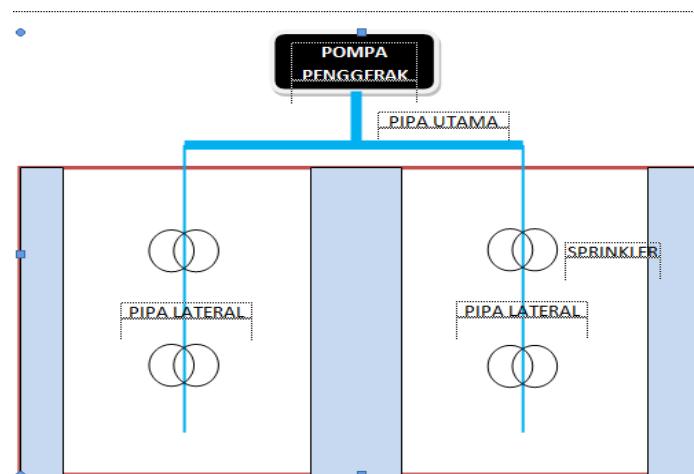 POMPA
PENGGERAK
PIPA UTAMA
SPRINKLER
PIPA LATERAL
PIPA LATERAL